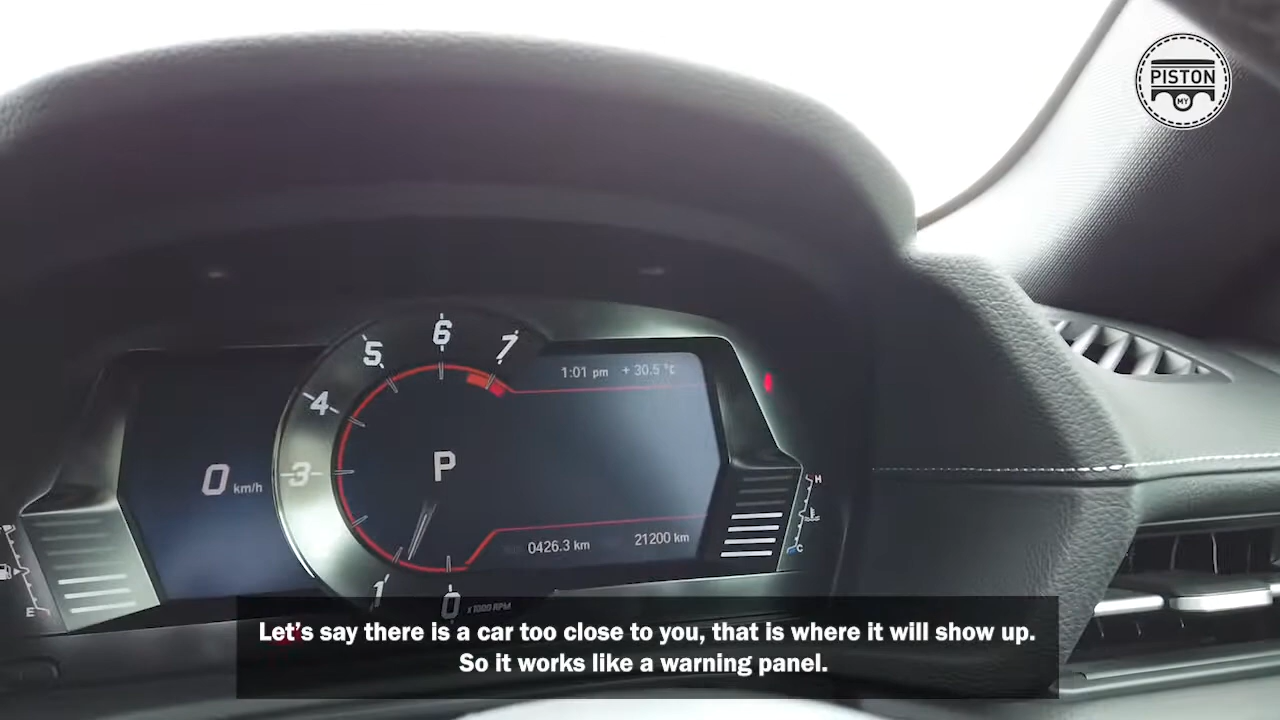 PISTON
MY
5
6
7
1:01 pm
+ 30.5 °C
4
3
P
0 km/h
H
C
0426.3 km
21200 km
E
1
0
x1000 RPM
Let's say there is a car too close to you, that is where it will show up.
So it works like a warning panel.